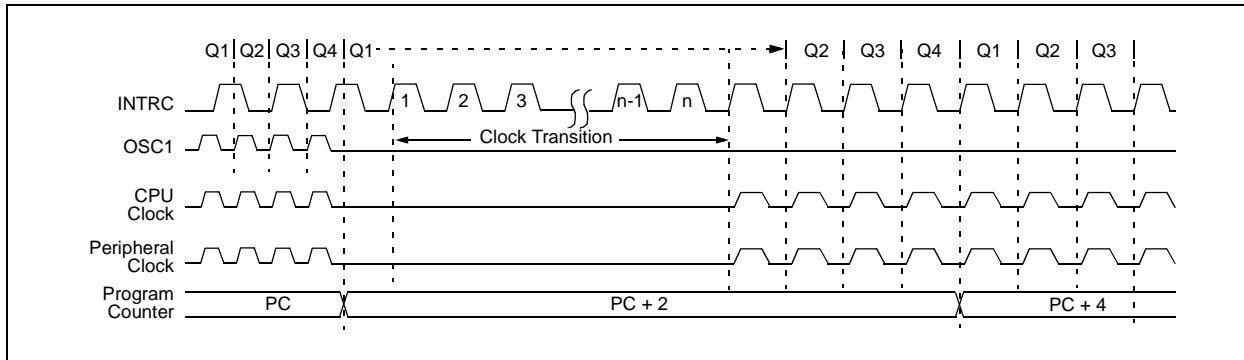 Q1 Q2 Q3 Q4 Q1 Q2 Q3 Q4 Q1 Q2 Q3
INTRC 1 2 3 n-1 n
Clock Transition
OSC1
CPU
Clock
Peripheral
Clock
Program
Counter
PC PC + 2 PC + 4